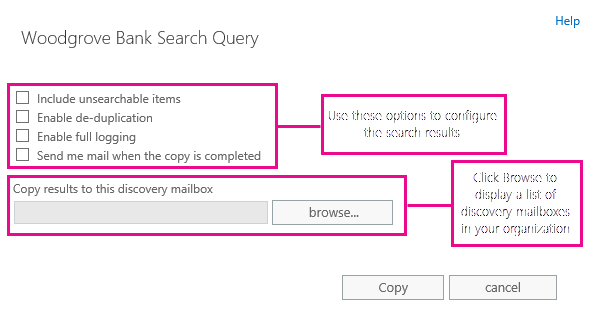 Help
Woodgrove Bank Search Query
Include unsearchable items
Enable de-duplication
Enable full logging
Send me mail when the copy is completed
Use these options to configure
the search results
Copy results to this discovery mailbox
browse...
Click Browse to
display a list of
discovery mailboxes
in your organization
Copy
cancel